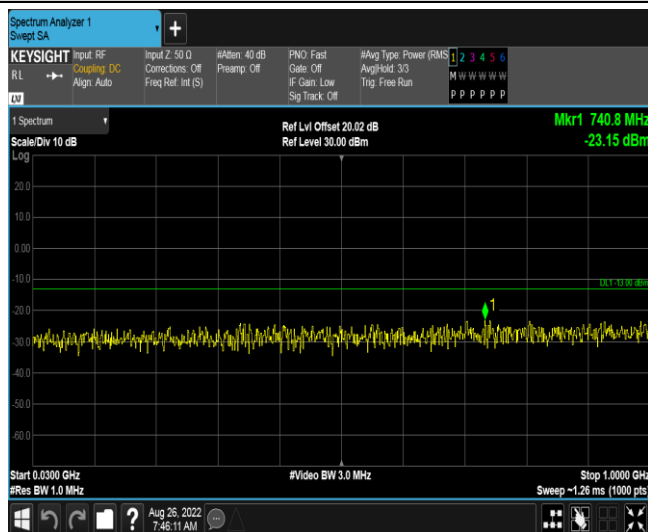 Spectrum Analyzer 1
Swept SA
KEYSIGHT
RL
LXI
Input: RF
Coupling: DC
Align: Auto
Input Z: 50 Ω
Corrections: Off
Freq Ref: Int (S)
#Atten: 40 dB
Preamp: Off
PNO: Fast
Gate: Off
IF Gain: Low
Sig Track: Off
#Avg Type: Power (RMS
Avg|Hold: 3/3
Trig: Free Run
1 2 3 4 5 6
M W W W W W
P P P P P P
1 Spectrum
Scale/Div 10 dB
Ref Lvl Offset 20.02 dB
Ref Level 30.00 dBm
Mkr1 740.8 MHz
-23.15 dBm
Log
20.0
10.0
0.00
-10.0
DL1 -13.00 dBm
1
-20.0
-30.0
-40.0
-50.0
-60.0
Start 0.0300 GHz
#Video BW 3.0 MHz
Stop 1.0000 GHz
#Res BW 1.0 MHz
Sweep ~1.26 ms (1000 pts)
?
Aug 26, 2022
7:46:11 AM